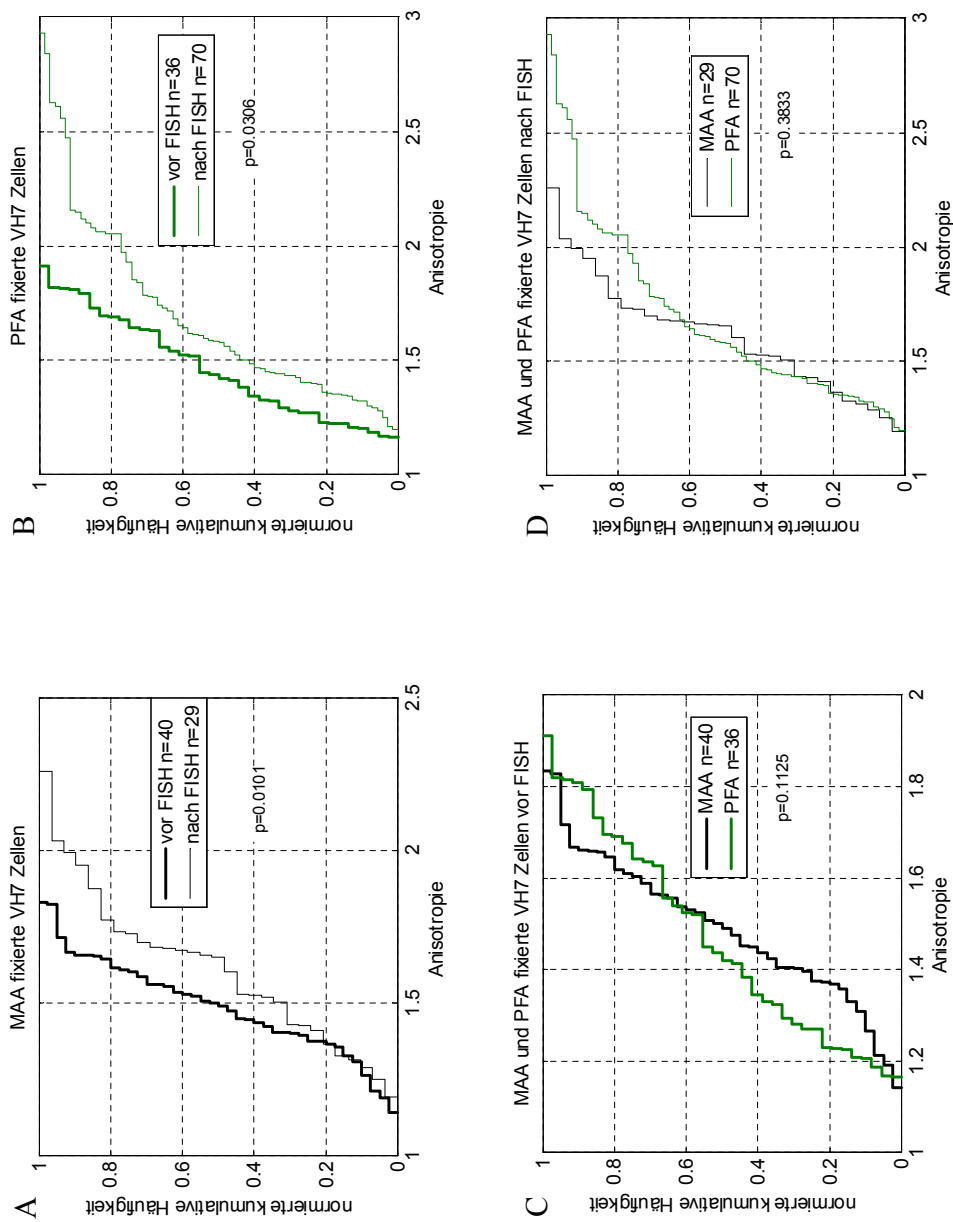 A
MAA fixierte VH7 Zellen
normierte kumulative Häufigkeit
1
0.8
0.6
0.4
0.2
0
vor FISH n=40
nach FISH n=29
p=0.0101
1
1.5
2
2.5
Anisotropie
B
PFA fixierte VH7 Zellen
normierte kumulative Häufigkeit
1
0.8
0.6
0.4
0.2
0
vor FISH n=36
nach FISH n=70
p=0.0306
1
1.5
2
2.5
3
Anisotropie
C
MAA und PFA fixierte VH7 Zellen vor FISH
normierte kumulative Häufigkeit
1
0.8
0.6
0.4
0.2
0
MAA n=40
PFA n=36
p=0.1125
1
1.2
1.4
1.6
1.8
2
Anisotropie
D
MAA und PFA fixierte VH7 Zellen nach FISH
normierte kumulative Häufigkeit
1
0.8
0.6
0.4
0.2
0
MAA n=29
PFA n=70
p=0.3833
1
1.5
2
2.5
3
Anisotropie